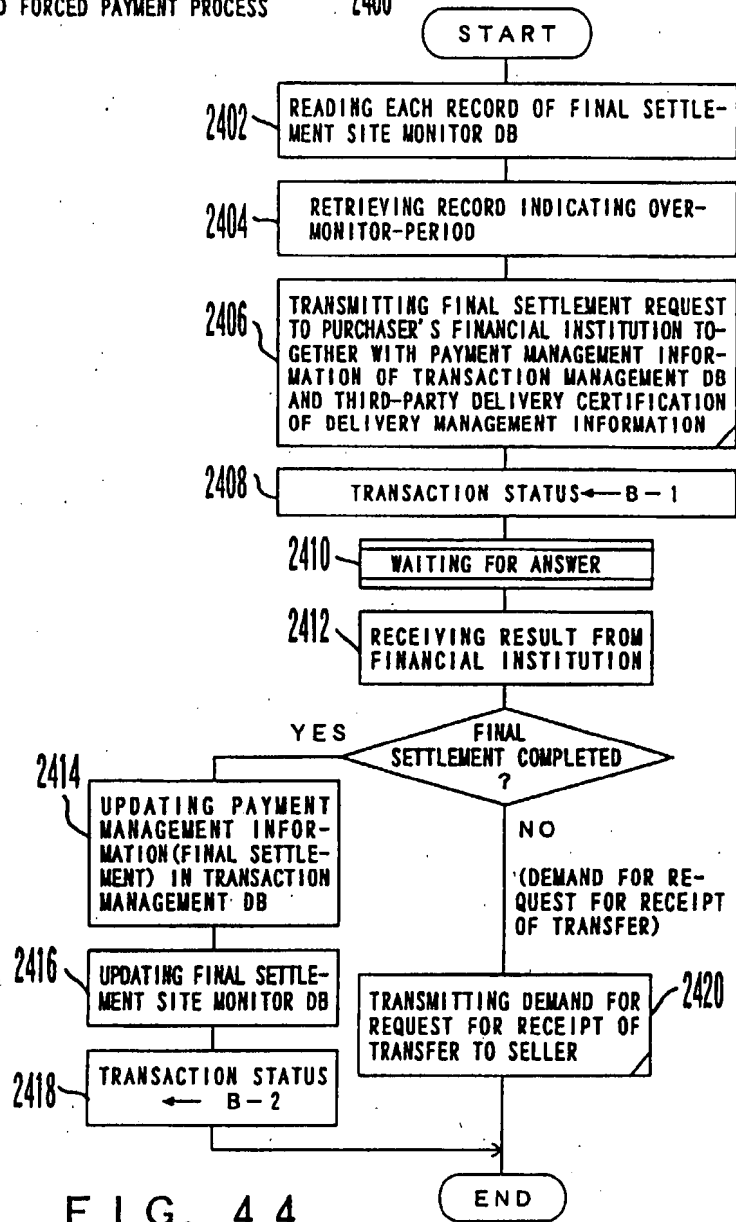 FORCED PAYMENT PROCESS 2400
START
2402
READING EACH RECORD OF FINAL SETTLE-
MENT SITE MONITOR DB
2404
RETRIEVING RECORD INDICATING OVER-
MONITOR-PERIOD
2406
TRANSMITTING FINAL SETTLEMENT REQUEST
TO PURCHASER'S FINANCIAL INSTITUTION TO-
GETHER WITH PAYMENT MANAGEMENT INFOR-
MATION OF TRANSACTION MANAGEMENT DB
AND THIRD-PARTY DELIVERY CERTIFICATION
OF DELIVERY MANAGEMENT INFORMATION
2408
TRANSACTION STATUS←B-1
2410
WAITING FOR ANSWER
2412
RECEIVING RESULT FROM
FINANCIAL INSTITUTION
FINAL
SETTLEMENT COMPLETED
?
YES
2414
UPDATING PAYMENT
MANAGEMENT INFOR-
MATION(FINAL SETTLE-
MENT) IN TRANSACTION
MANAGEMENT DB
2416
UPDATING FINAL SETTLE-
MENT SITE MONITOR DB
2418
TRANSACTION STATUS
← B-2
NO
(DEMAND FOR RE-
QUEST FOR RECEIPT
OF TRANSFER)
2420
TRANSMITTING DEMAND FOR
REQUEST FOR RECEIPT OF
TRANSFER TO SELLER
END
FIG. 44